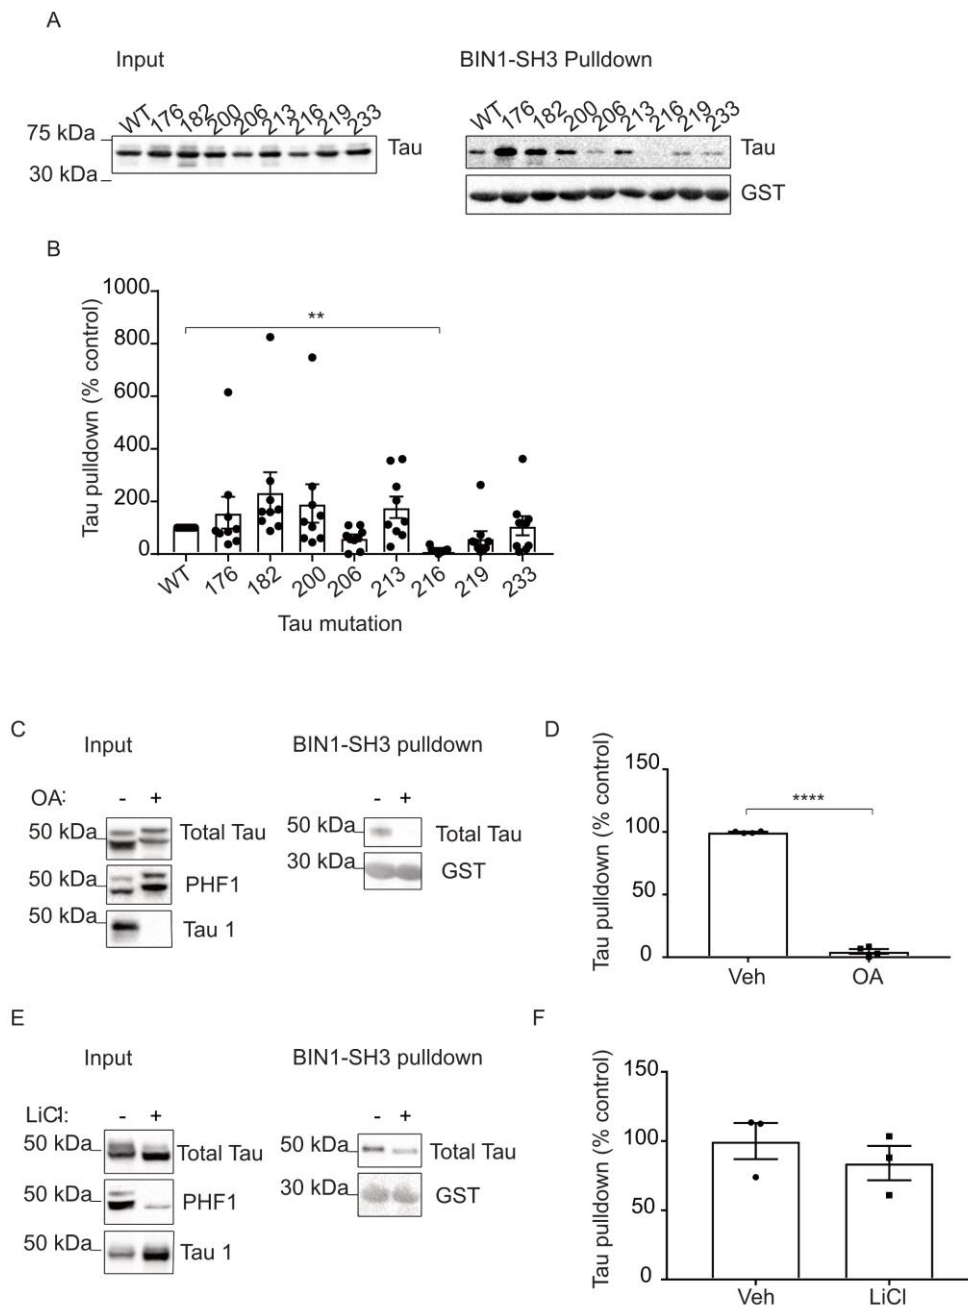 A
Input
BIN1-SH3 Pulldown
WT 176 182 200 206 213 216 219 233
WT 176 182 200 206 213 216 219 233
75 kDa
Tau
Tau
30 kDa
GST
B
Tau pulldown (% control)
1000
800
600
400
200
0
**
WT 176 182 200 206 213 216 219 233
Tau mutation
C
Input
BIN1-SH3 pulldown
OA: - +
- +
50 kDa Total Tau
50 kDa Total Tau
50 kDa PHF1
30 kDa GST
50 kDa Tau 1
D
Tau pulldown (% control)
150
100
50
0
****
Veh OA
E
Input
BIN1-SH3 pulldown
LiCl: - +
- +
50 kDa Total Tau
50 kDa Total Tau
50 kDa PHF1
30 kDa GST
50 kDa Tau 1
F
Tau pulldown (% control)
150
100
50
0
Veh LiCl